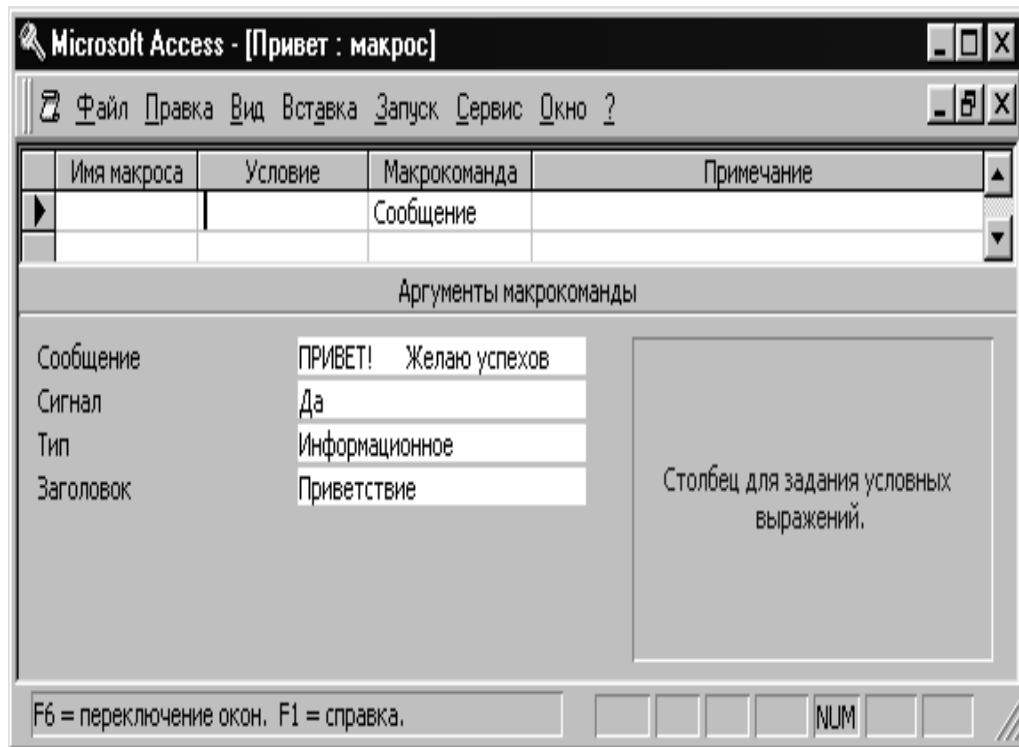 Microsoft Access - [Привет : макрос]
Файл Правка Вид Вставка Запуск Сервис Окно ?
Имя макроса Условие Макрокоманда Примечание
Сообщение
Аргументы макрокоманды
Сообщение ПРИВЕТ! Желаю успехов
Сигнал Да
Тип Информационное
Заголовок Приветствие
Столбец для задания условных
выражений.
F6 = переключение окон. F1 = справка. NUM